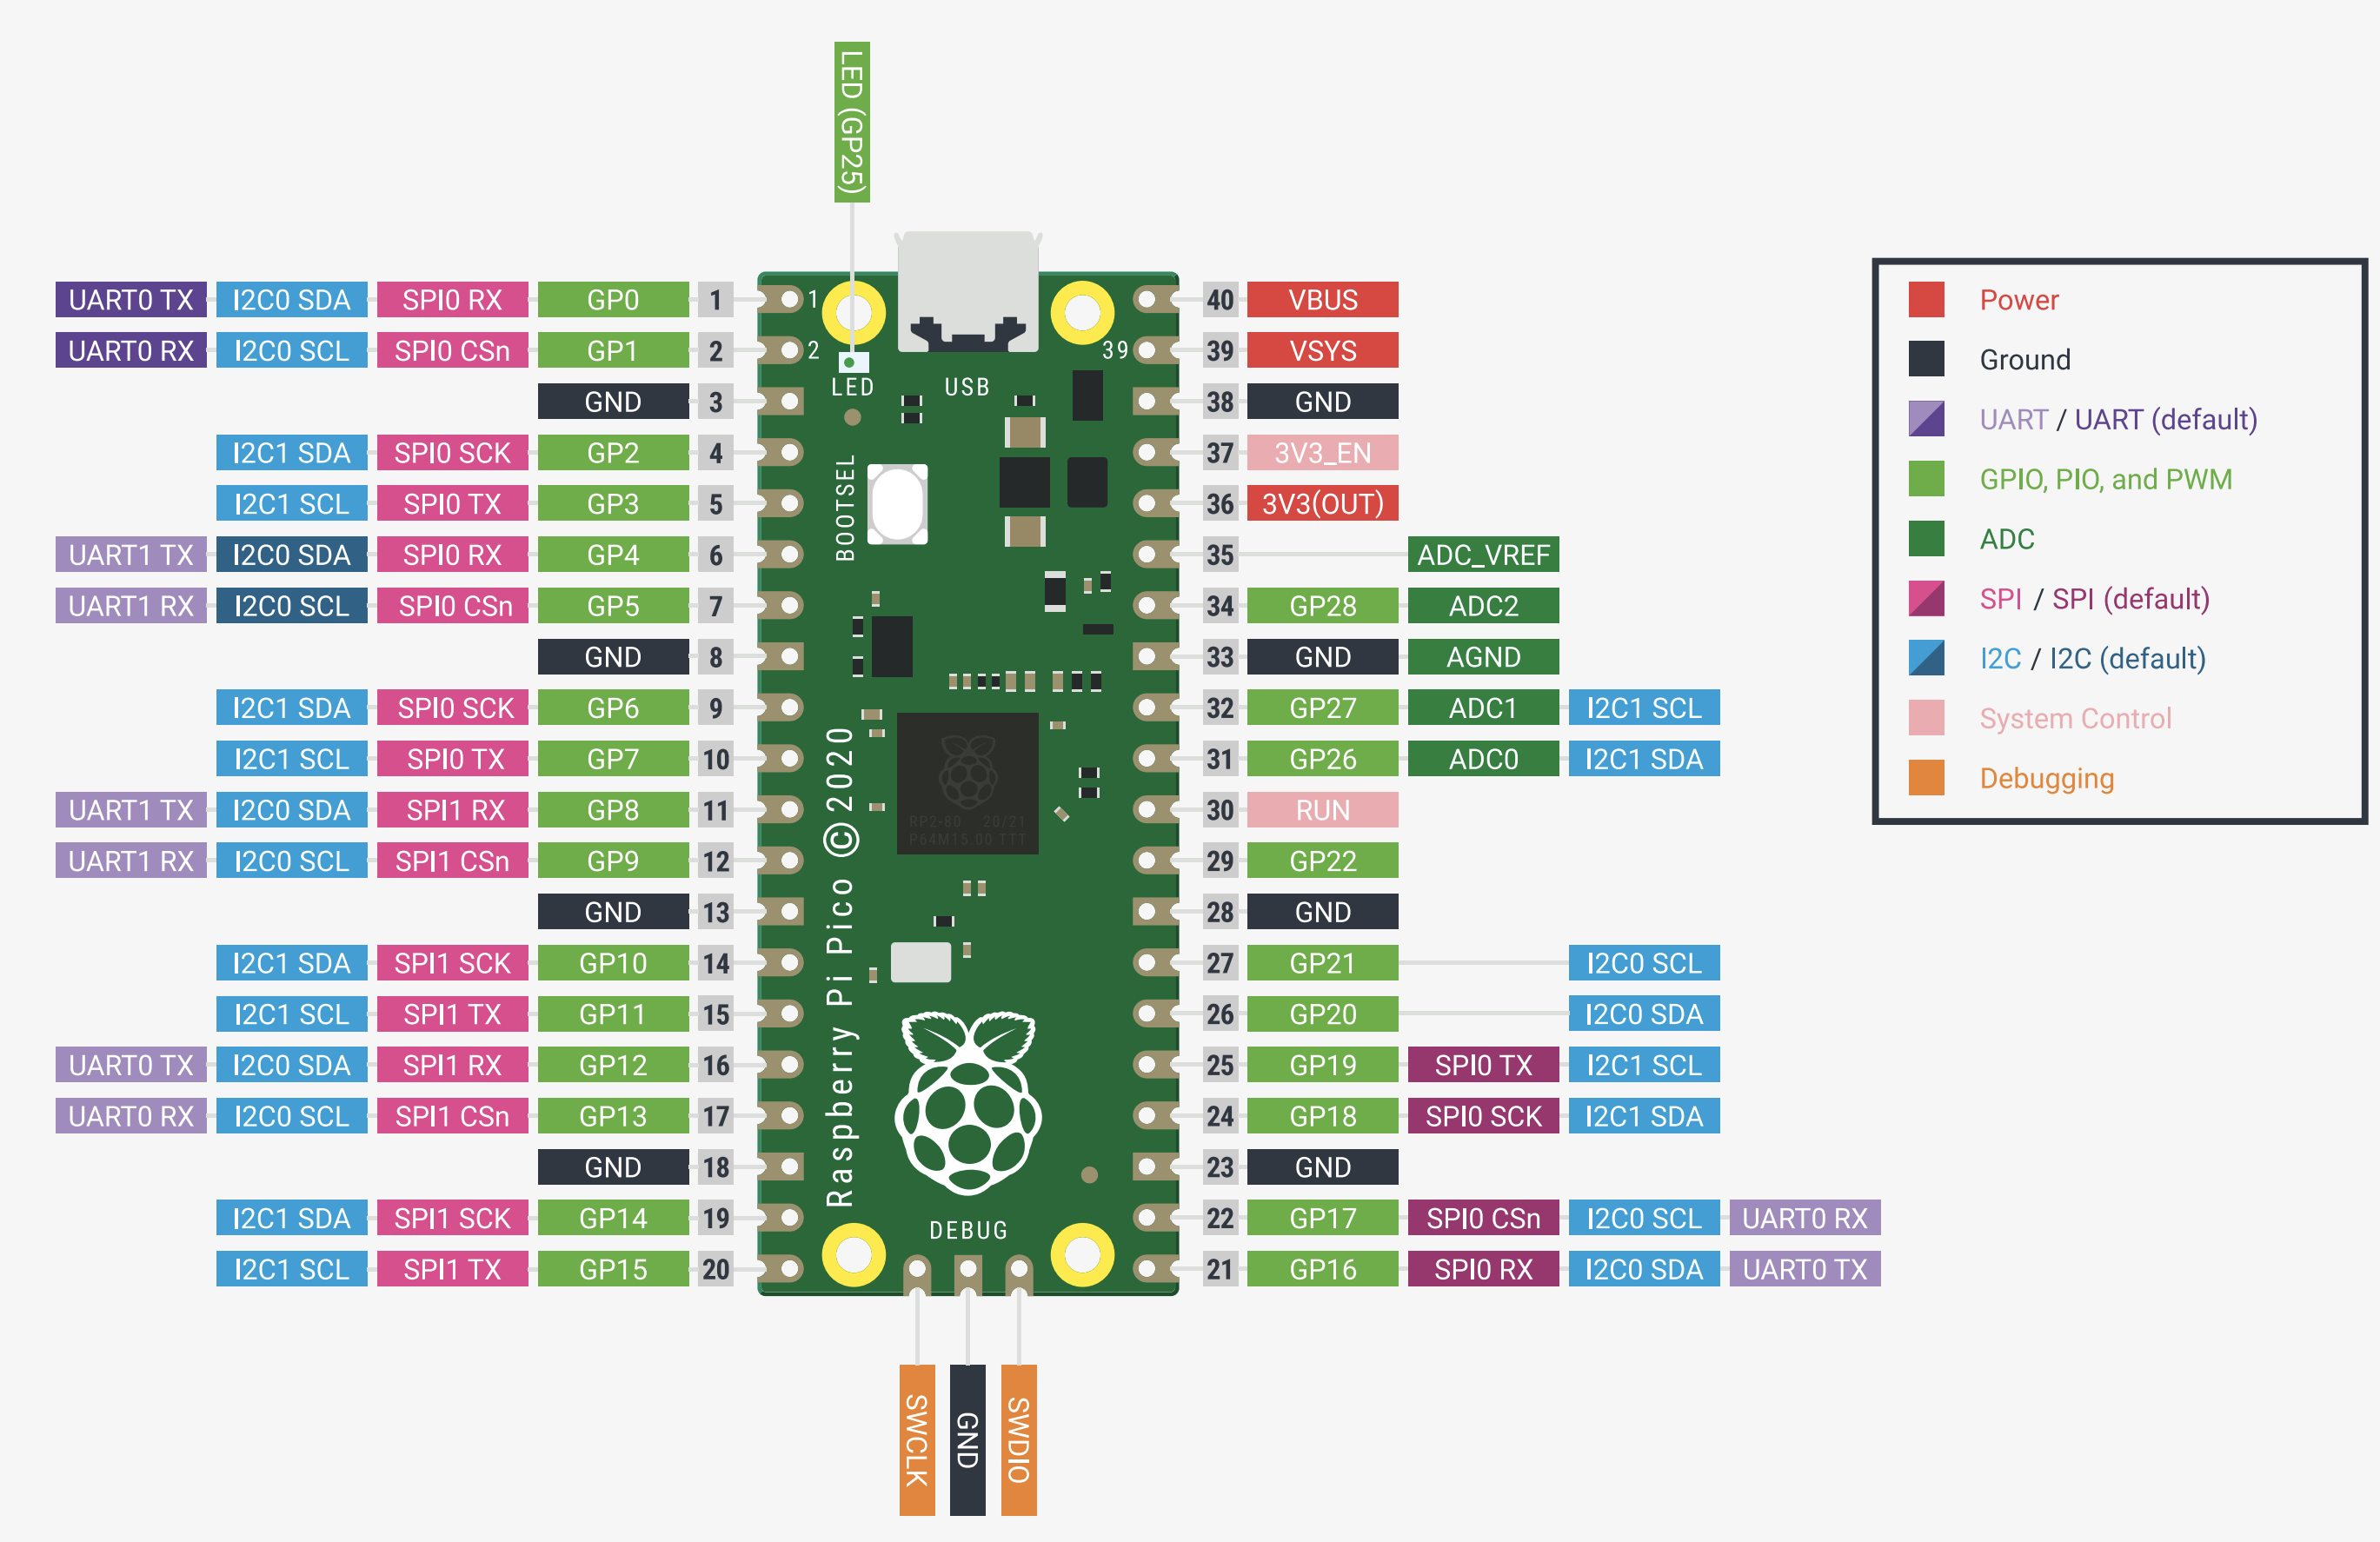 LED (GP25)
UART0 TX I2C0 SDA SPI0 RX GP0 1 1 40 VBUS
UART0 RX I2C0 SCL SPI0 CSn GP1 2 2 39 39 VSYS
LED USB
GND 3 38 GND
I2C1 SDA SPI0 SCK GP2 4 37 3V3_EN
BOOTSEL
I2C1 SCL SPI0 TX GP3 5 36 3V3(OUT)
UART1 TX I2C0 SDA SPI0 RX GP4 6 35 ADC_VREF
UART1 RX I2C0 SCL SPI0 CSn GP5 7 34 GP28 ADC2
GND 8 33 GND AGND
I2C1 SDA SPI0 SCK GP6 9 32 GP27 ADC1 I2C1 SCL
I2C1 SCL SPI0 TX GP7 10 31 GP26 ADC0 I2C1 SDA
UART1 TX I2C0 SDA SPI1 RX GP8 11 30 RUN
RP2-80 20/21
P64M15.00 TTT
UART1 RX I2C0 SCL SPI1 CSn GP9 12 29 GP22
GND 13 28 GND
Raspberry Pi Pico ©2020
I2C1 SDA SPI1 SCK GP10 14 27 GP21 I2C0 SCL
I2C1 SCL SPI1 TX GP11 15 26 GP20 I2C0 SDA
UART0 TX I2C0 SDA SPI1 RX GP12 16 25 GP19 SPI0 TX I2C1 SCL
UART0 RX I2C0 SCL SPI1 CSn GP13 17 24 GP18 SPI0 SCK I2C1 SDA
GND 18 23 GND
I2C1 SDA SPI1 SCK GP14 19 22 GP17 SPI0 CSn I2C0 SCL UART0 RX
DEBUG
I2C1 SCL SPI1 TX GP15 20 21 GP16 SPI0 RX I2C0 SDA UART0 TX
SWCLK
GND
SWDIO
Power
Ground
UART / UART (default)
GPIO, PIO, and PWM
ADC
SPI / SPI (default)
I2C / I2C (default)
System Control
Debugging